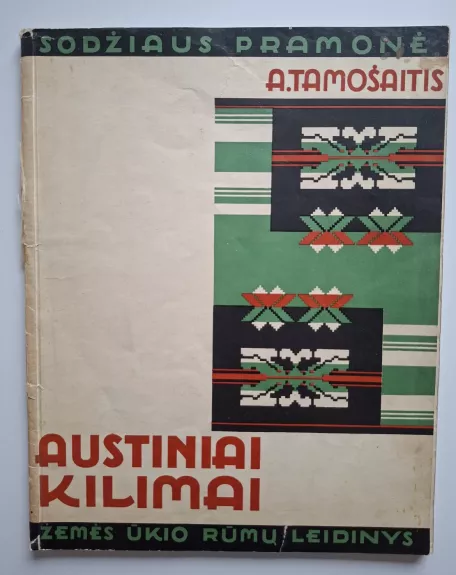 SODŽIAUS PRAMONĖ
A.TAMOŠAITIS
AUSTINIAI
KILIMAI
ŽEMĖS ŪKIO RŪMŲ LEIDINYS